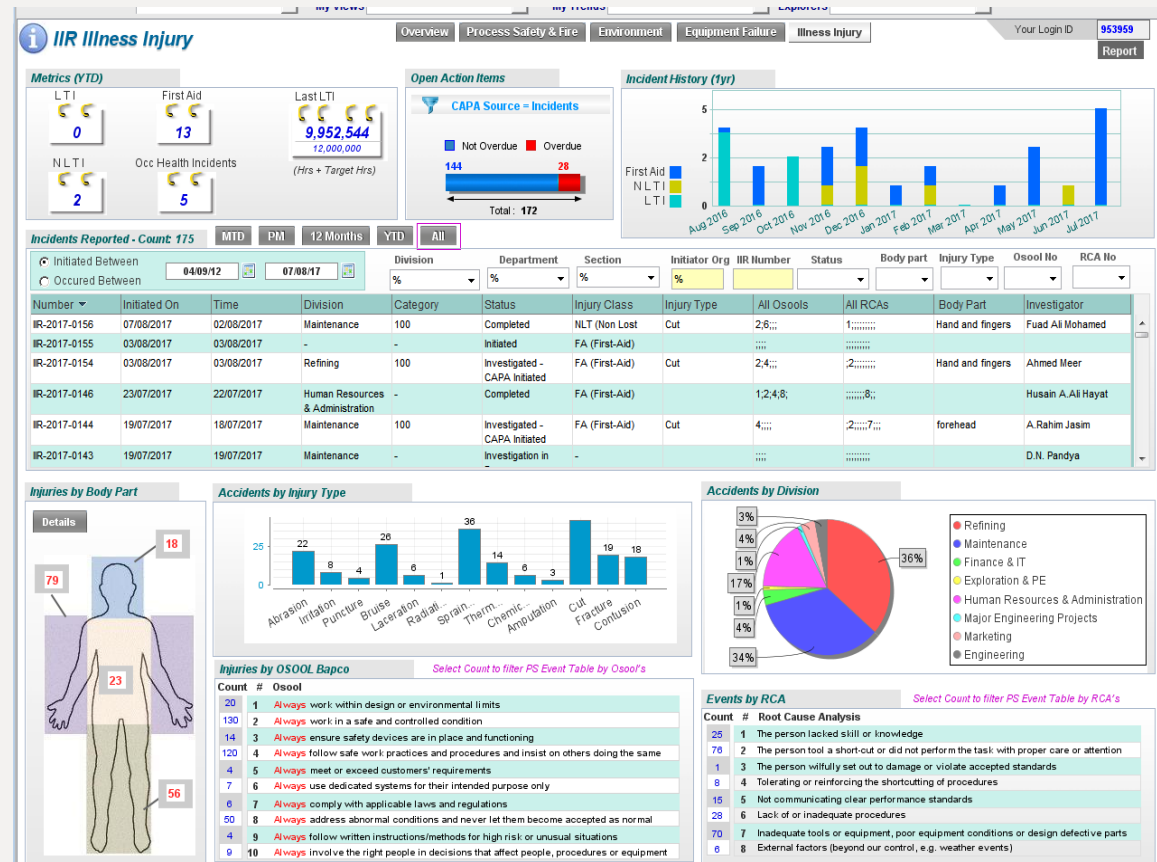 My Views My Trends Explorers
IIR Illness Injury
Overview Process Safety & Fire Environment Equipment Failure Illness Injury
Your Login ID 953959
Report
Metrics (YTD)
LTI First Aid Last LTI
0 13 9,952,544
12,000,000
(Hrs + Target Hrs)
NLTI Occ Health Incidents
2 5
Open Action Items
CAPA Source = Incidents
Not Overdue Overdue
144 28
Total : 172
Incident History (1yr)
5
2
0
First Aid
NLTI
LTI
Aug 2016 Sep 2016 Oct 2016 Nov 2016 Dec 2016 Jan 2017 Feb 2017 Mar 2017 Apr 2017 May 2017 Jun 2017 Jul 2017
Incidents Reported - Count: 175 MTD PM 12 Months YTD All
Initiated Between
Occured Between
04/09/12 07/08/17
Division Department Section Initiator Org IIR Number Status Body part Injury Type Osool No RCA No
% % % %
Number Initiated On Time Division Category Status Injury Class Injury Type All Osools All RCAs Body Part Investigator
IIR-2017-0156 07/08/2017 02/08/2017 Maintenance 100 Completed NLT (Non Lost Cut 2;6;;; 1;;;;;;;;; Hand and fingers Fuad Ali Mohamed
IIR-2017-0155 03/08/2017 03/08/2017 - - Initiated FA (First-Aid) ;;;; ;;;;;;;;;
IIR-2017-0154 03/08/2017 03/08/2017 Refining 100 Investigated - CAPA Initiated FA (First-Aid) Cut 2;4;;; ;2;;;;;;;; Hand and fingers Ahmed Meer
IIR-2017-0146 23/07/2017 22/07/2017 Human Resources & Administration - Completed FA (First-Aid) 1;2;4;8; ;;;;;;;8;; Husain A.Ali Hayat
IIR-2017-0144 19/07/2017 18/07/2017 Maintenance 100 Investigated - CAPA Initiated FA (First-Aid) Cut 4;;;; ;2;;;;;7;;; forehead A.Rahim Jasim
IIR-2017-0143 19/07/2017 19/07/2017 Maintenance - Investigation in - ;;;; ;;;;;;;;; D.N. Pandya
Injuries by Body Part
Details
18
79
23
56
Accidents by Injury Type
25
0
22 8 4 26 6 1 36 14 6 3 19 18
Abrasion Irritation Puncture Bruise Laceration Radiati... Sprain... Therm... Chemic... Amputation Cut Fracture Contusion
Accidents by Division
3%
4%
1%
17%
1%
4%
34%
36%
Refining
Maintenance
Finance & IT
Exploration & PE
Human Resources & Administration
Major Engineering Projects
Marketing
Engineering
Injuries by OSOOL Bapco Select Count to filter PS Event Table by Osool's
Count # Osool
20 1 Always work within design or environmental limits
130 2 Always work in a safe and controlled condition
14 3 Always ensure safety devices are in place and functioning
120 4 Always follow safe work practices and procedures and insist on others doing the same
4 5 Always meet or exceed customers' requirements
7 6 Always use dedicated systems for their intended purpose only
6 7 Always comply with applicable laws and regulations
50 8 Always address abnormal conditions and never let them become accepted as normal
4 9 Always follow written instructions/methods for high risk or unusual situations
9 10 Always involve the right people in decisions that affect people, procedures or equipment
Events by RCA Select Count to filter PS Event Table by RCA's
Count # Root Cause Analysis
25 1 The person lacked skill or knowledge
76 2 The person tool a short-cut or did not perform the task with proper care or attention
1 3 The person wilfully set out to damage or violate accepted standards
8 4 Tolerating or reinforcing the shortcutting of procedures
15 5 Not communicating clear performance standards
28 6 Lack of or inadequate procedures
70 7 Inadequate tools or equipment, poor equipment conditions or design defective parts
6 8 External factors (beyond our control, e.g. weather events)